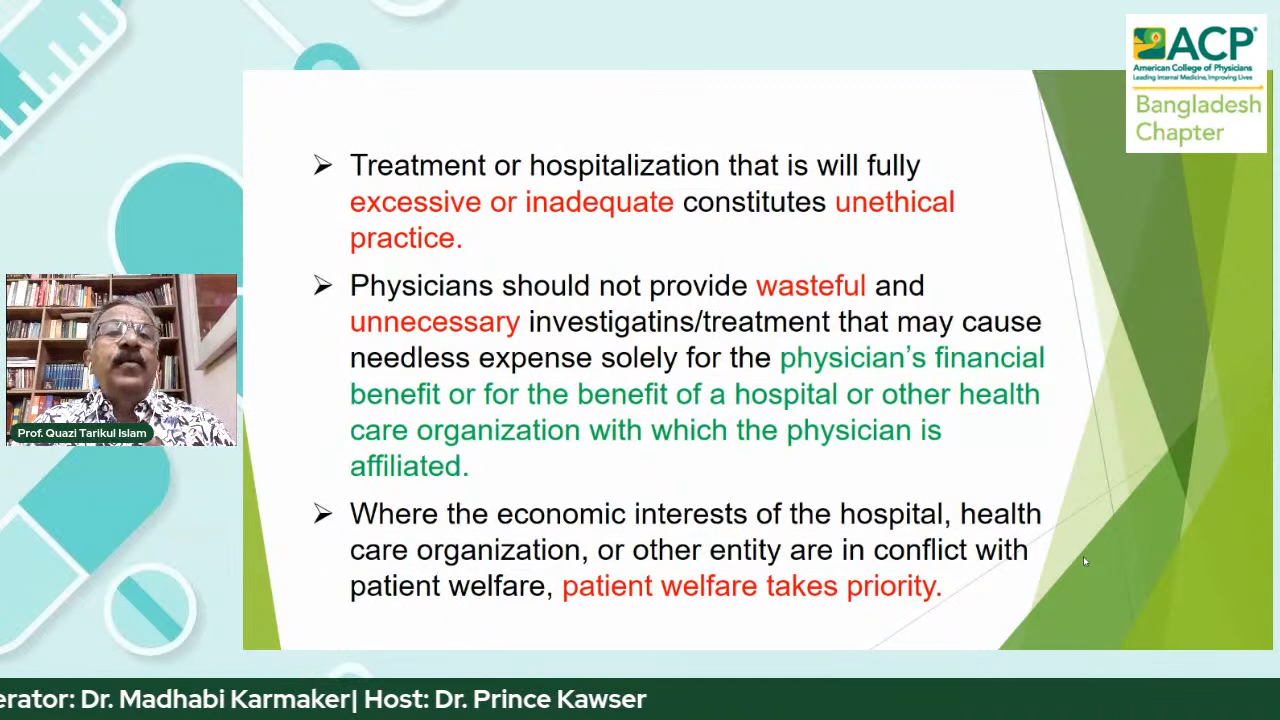 ACP
American College of Physicians
Leading Internal Medicine, Improving Lives
Bangladesh
Chapter
Treatment or hospitalization that is will fully
excessive or inadequate constitutes unethical
practice.
Physicians should not provide wasteful and
unnecessary investigatins/treatment that may cause
needless expense solely for the physician's financial
benefit or for the benefit of a hospital or other health
care organization with which the physician is
affiliated.
Where the economic interests of the hospital, health
care organization, or other entity are in conflict with
patient welfare, patient welfare takes priority.
Prof. Quazi Tarikul Islam
erator: Dr. Madhabi Karmaker| Host: Dr. Prince Kawser